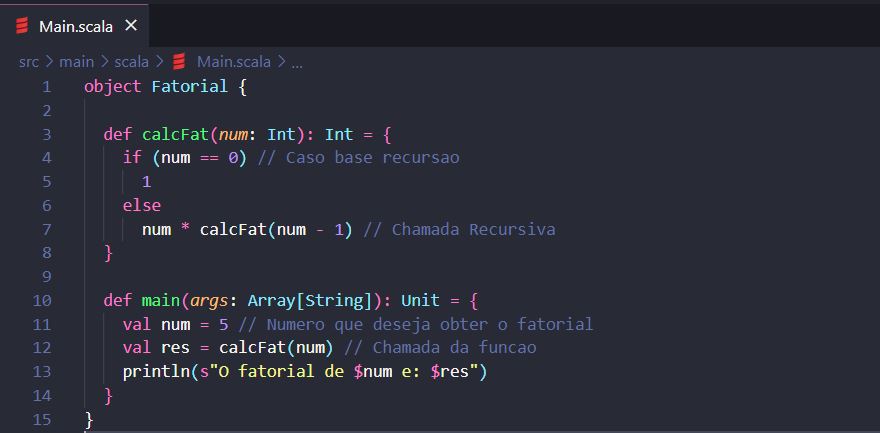 Main.scala ×
src > main > scala > Main.scala > ...
1 object Fatorial {
2
3   def calcFat(num: Int): Int = {
4     if (num == 0) // Caso base recursao
5       1
6     else
7       num * calcFat(num - 1) // Chamada Recursiva
8   }
9
10   def main(args: Array[String]): Unit = {
11     val num = 5 // Numero que deseja obter o fatorial
12     val res = calcFat(num) // Chamada da funcao
13     println(s"O fatorial de $num e: $res")
14   }
15 }